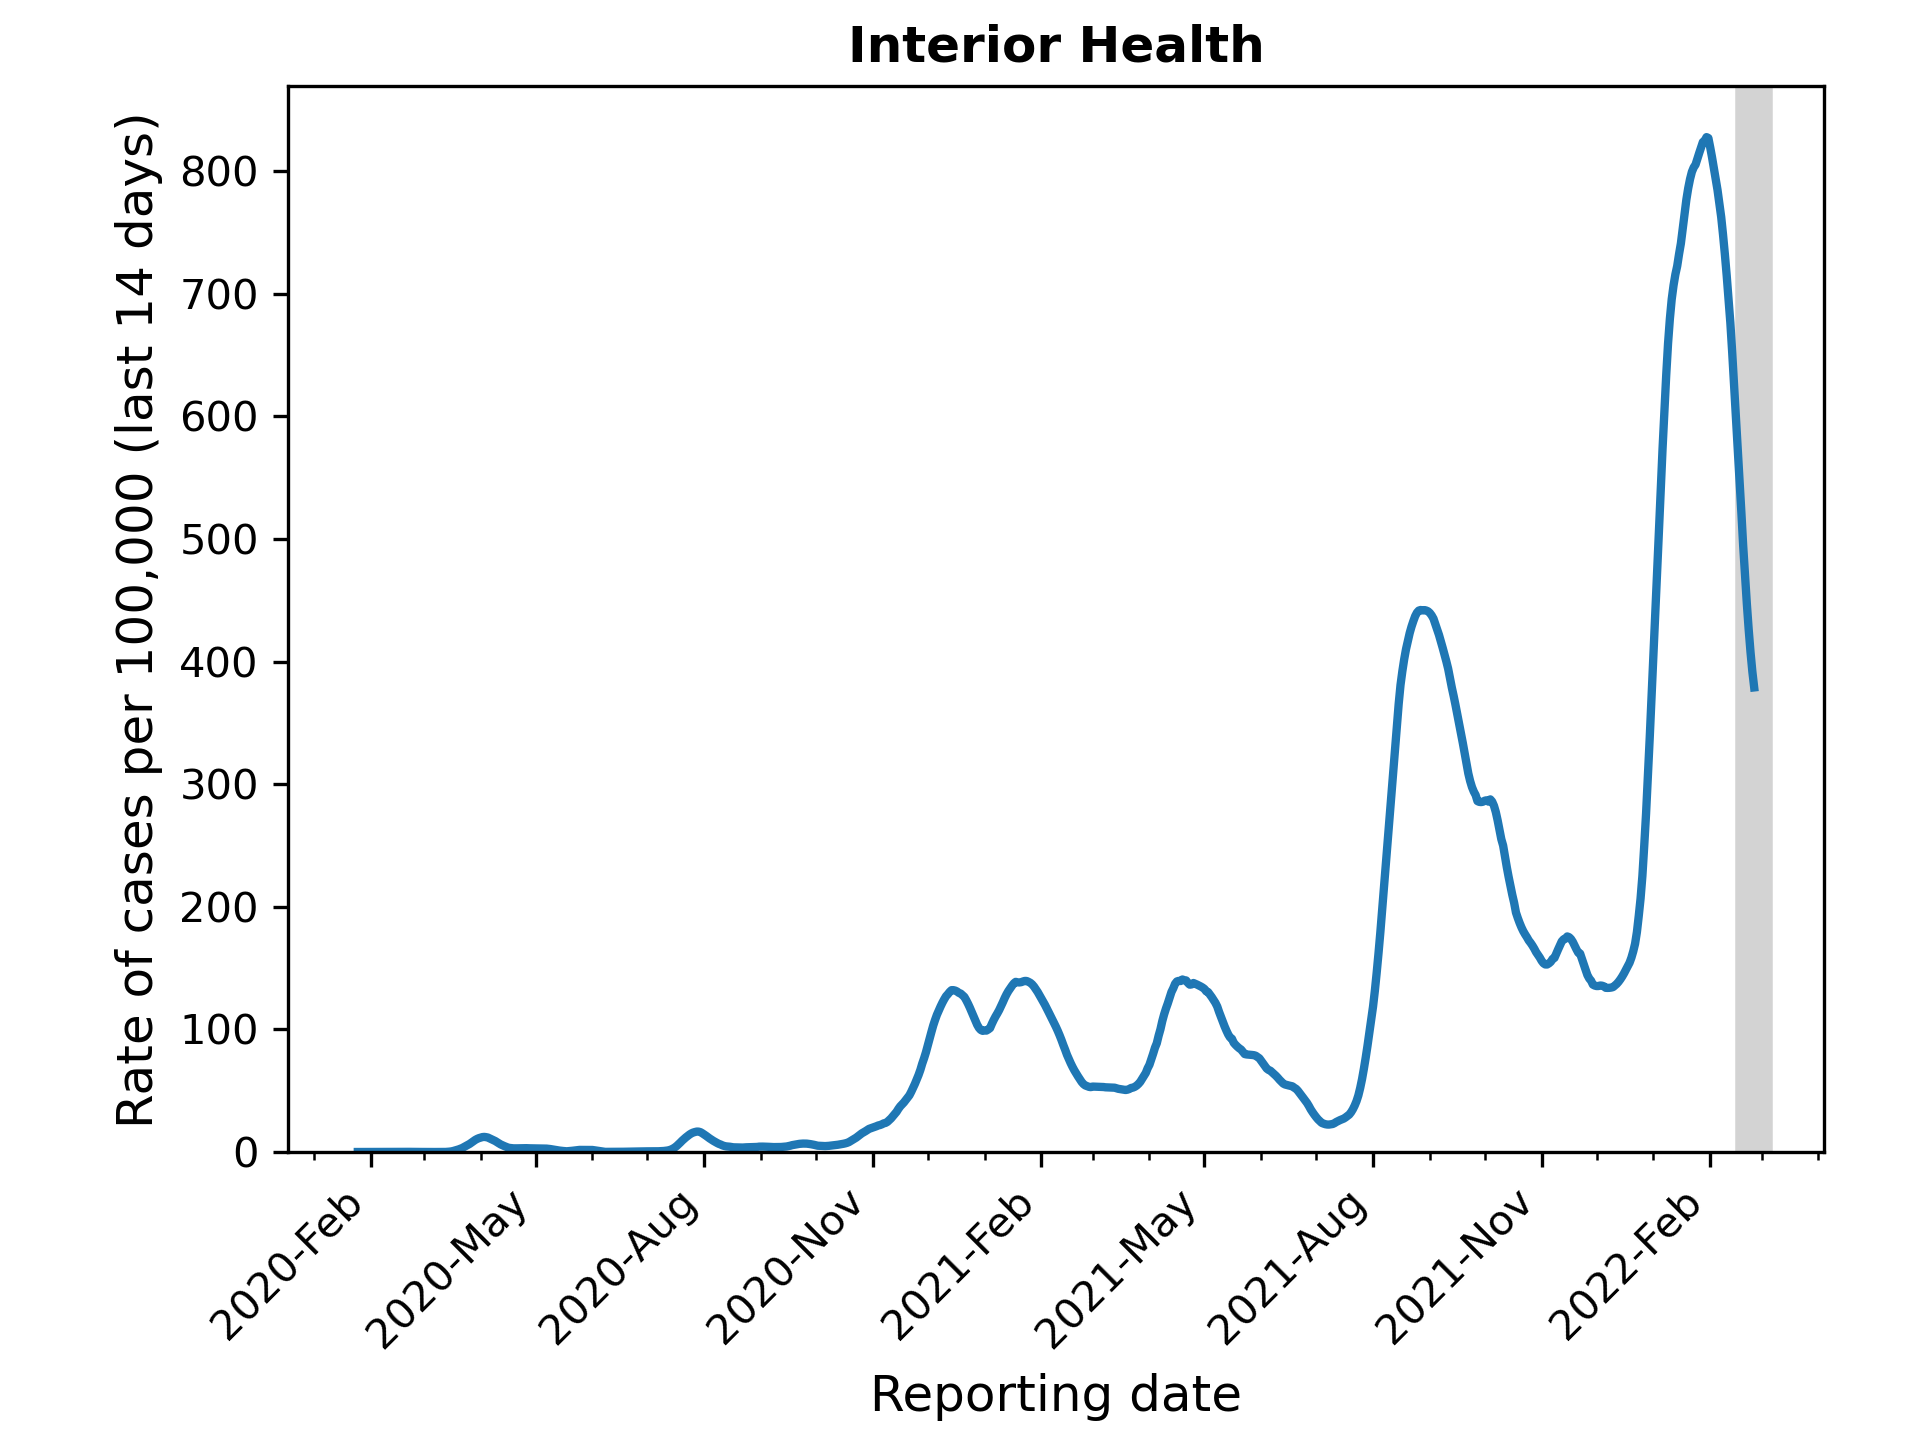 Interior Health
Rate of cases per 100,000 (last 14 days)
800
700
600
500
400
300
200
100
0
2020-Feb
2020-May
2020-Aug
2020-Nov
2021-Feb
2021-May
2021-Aug
2021-Nov
2022-Feb
Reporting date